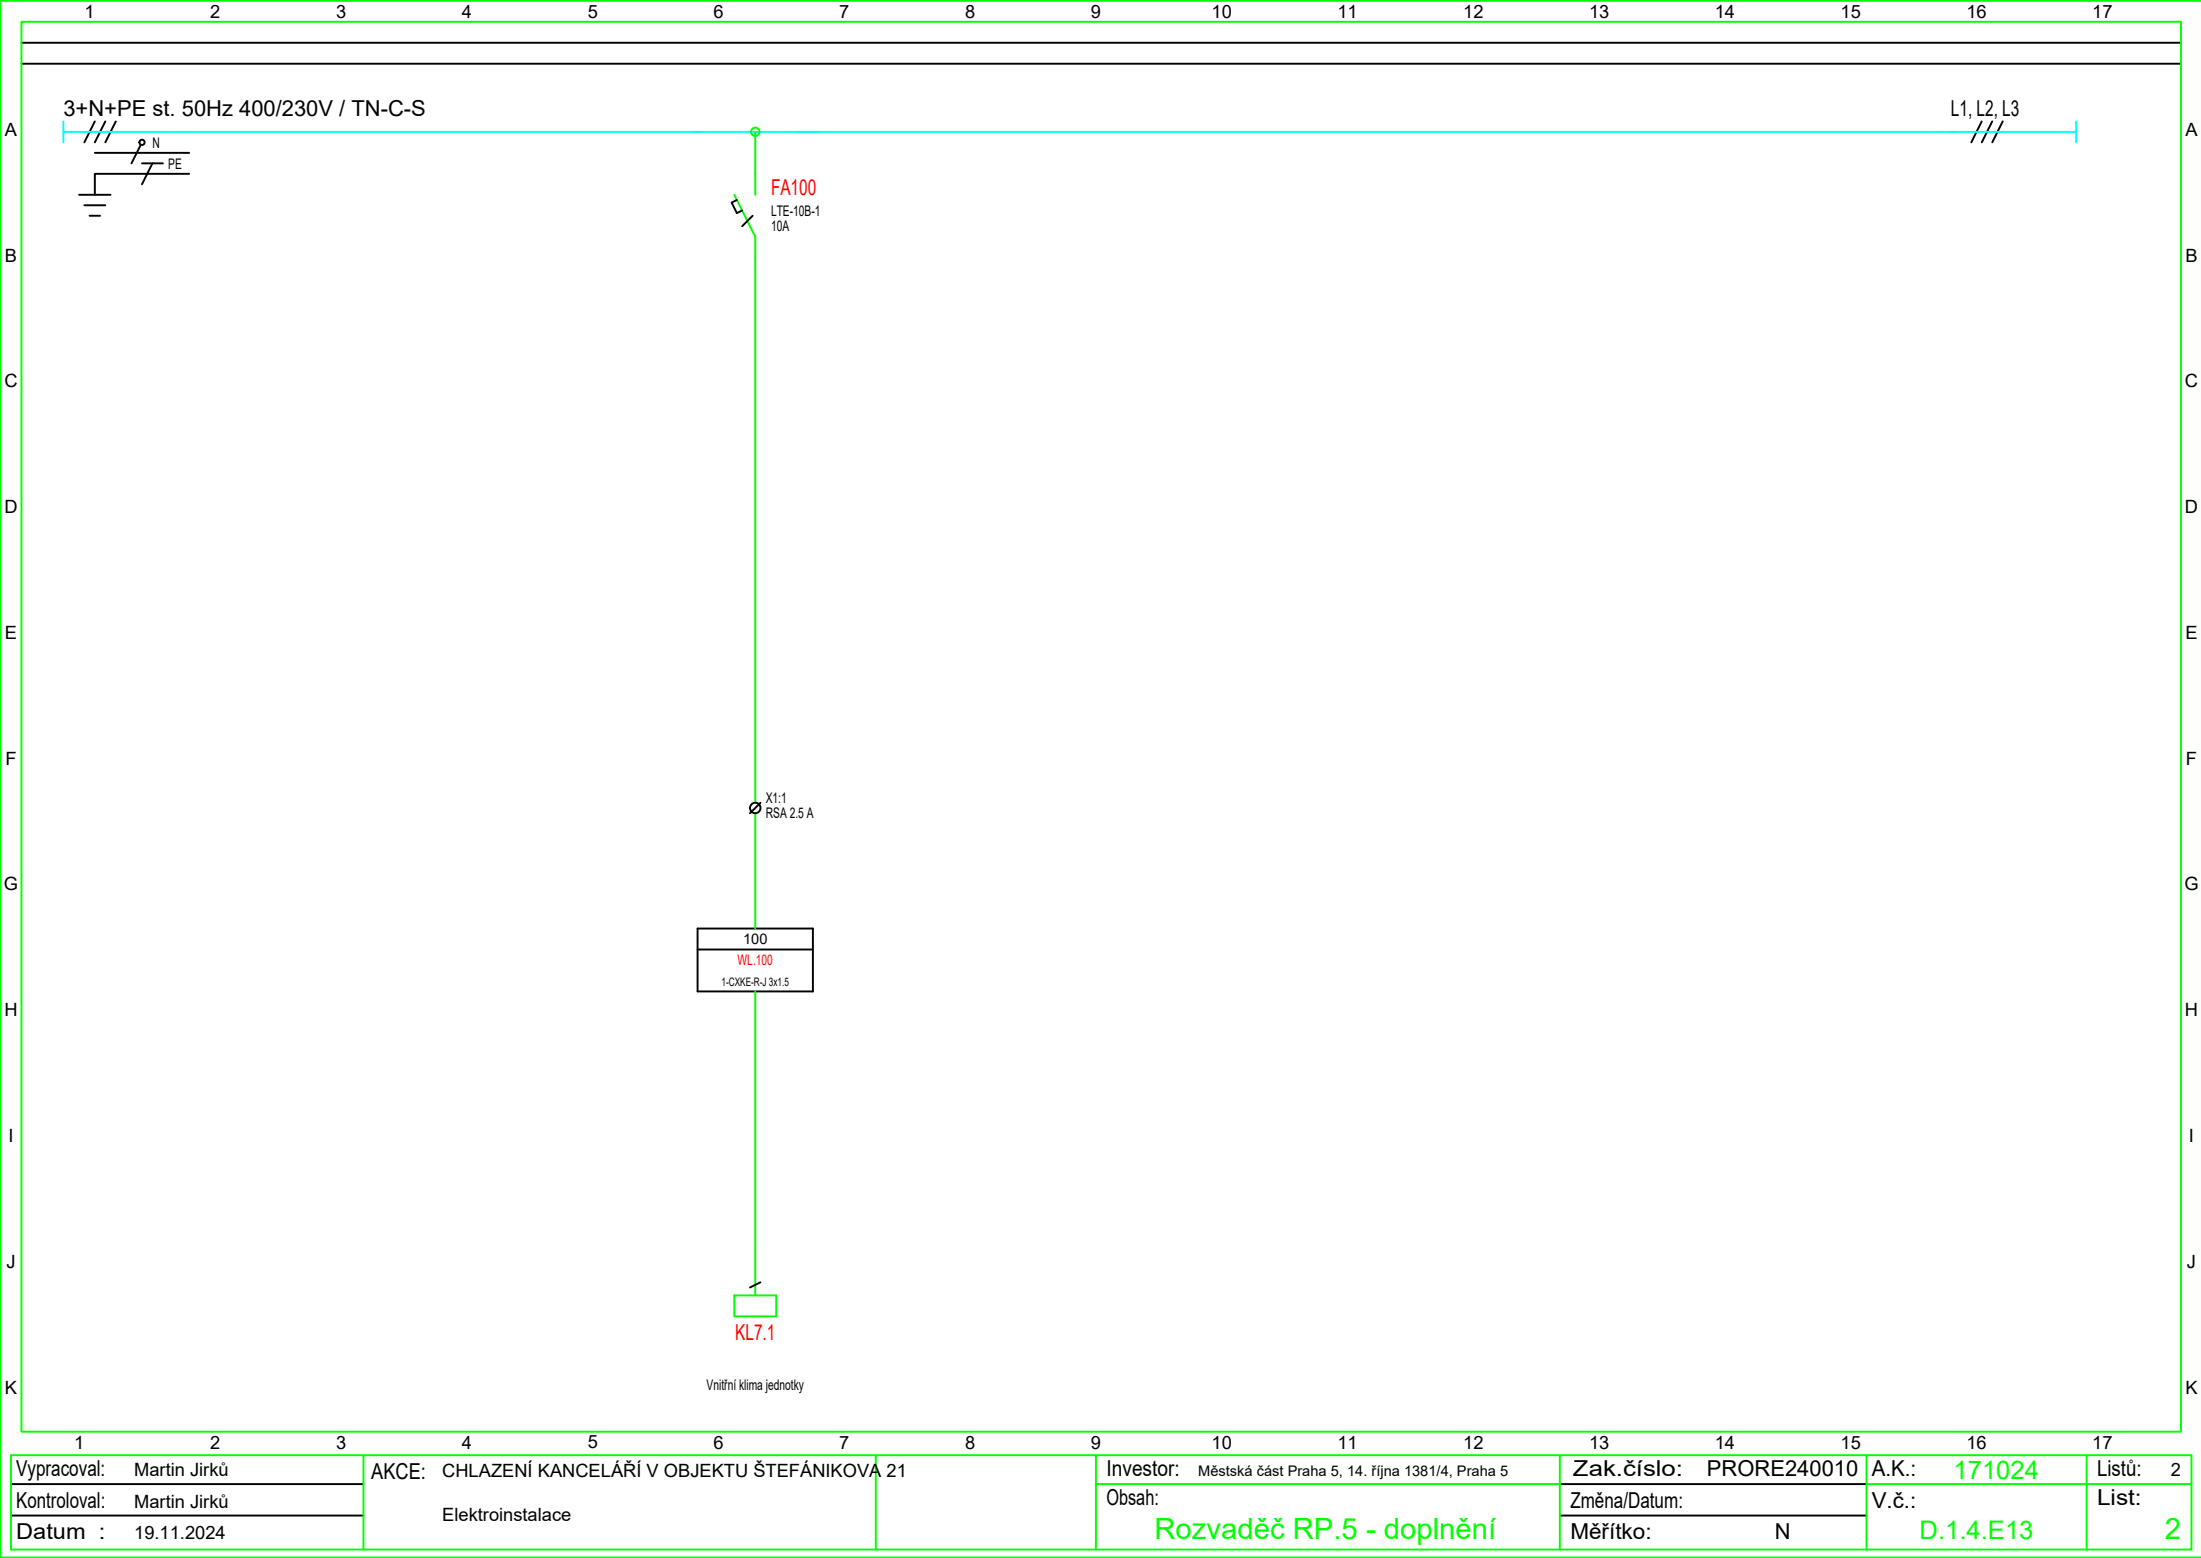 1 2 3 4 5 6 7 8 9 10 11 12 13 14 15 16 17
3+N+PE st. 50Hz 400/230V / TN-C-S
L1, L2, L3
A A
N
PE
FA100
LTE-10B-1
10A
B B
C C
D D
E E
F F
X1:1
RSA 2.5 A
G G
100
WL.100
1-CXKE-R-J 3x1.5
H H
I I
J J
KL7.1
Vnitřní klima jednotky
K K
1 2 3 4 5 6 7 8 9 10 11 12 13 14 15 16 17
Vypracoval: Martin Jirků
Kontroloval: Martin Jirků
Datum : 19.11.2024
AKCE: CHLAZENÍ KANCELÁŘÍ V OBJEKTU ŠTEFÁNIKOVA 21
Elektroinstalace
Investor: Městská část Praha 5, 14. října 1381/4, Praha 5
Obsah:
Rozvaděč RP.5 - doplnění
Zak.číslo: PRORE240010
Změna/Datum:
Měřítko: N
A.K.: 171024
V.č.:
D.1.4.E13
Listů: 2
List:
2